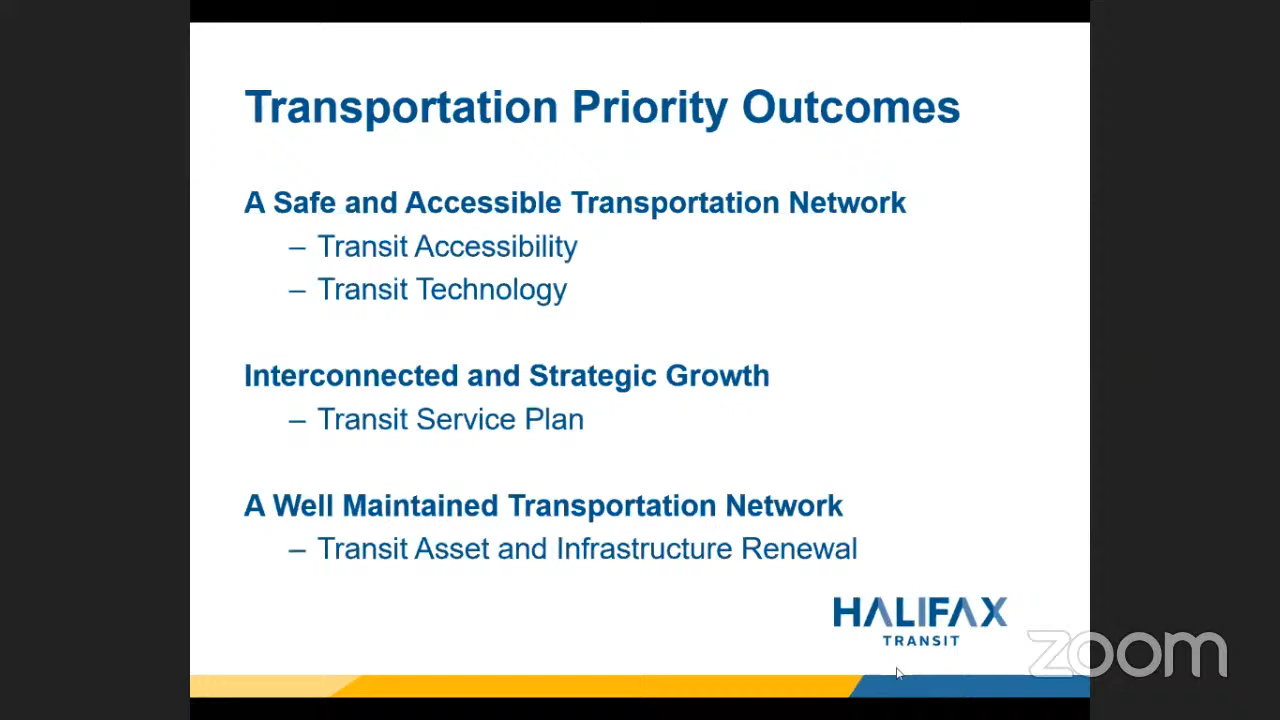 Transportation Priority Outcomes
A Safe and Accessible Transportation Network
– Transit Accessibility
– Transit Technology
Interconnected and Strategic Growth
– Transit Service Plan
A Well Maintained Transportation Network
– Transit Asset and Infrastructure Renewal
HALIFAX
TRANSIT
zoom